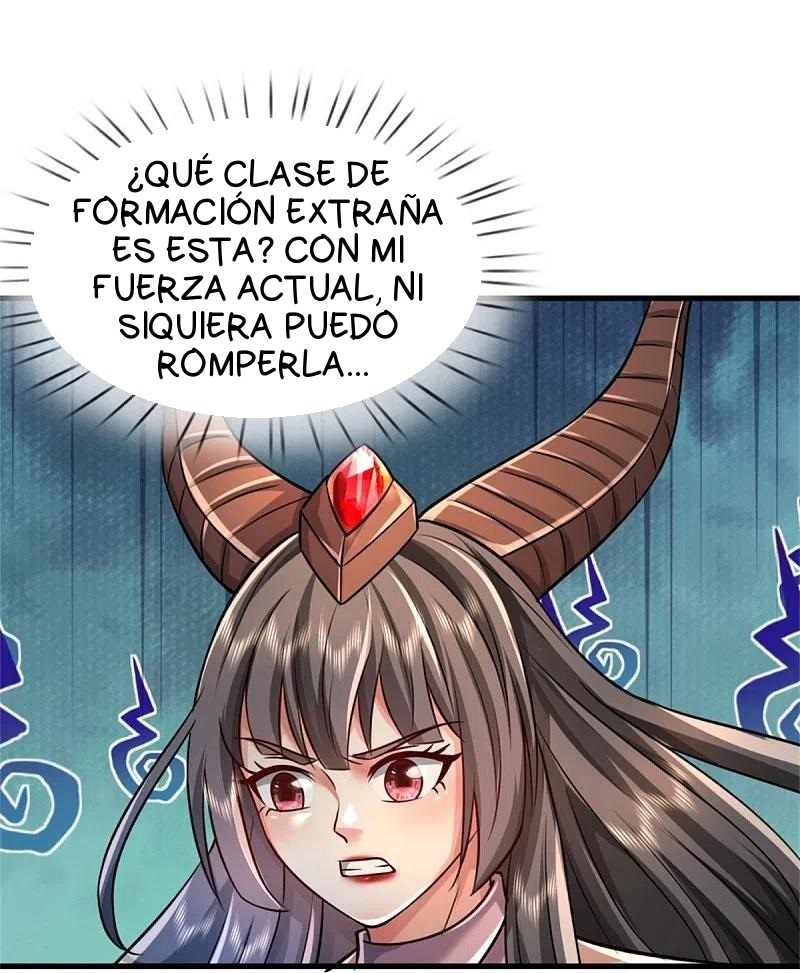 ¿QUÉ CLASE DE
FORMACIÓN EXTRAÑA
ES ESTA? CON MI
FUERZA ACTUAL, NI
SIQUIERA PUEDO
ROMPERLA...